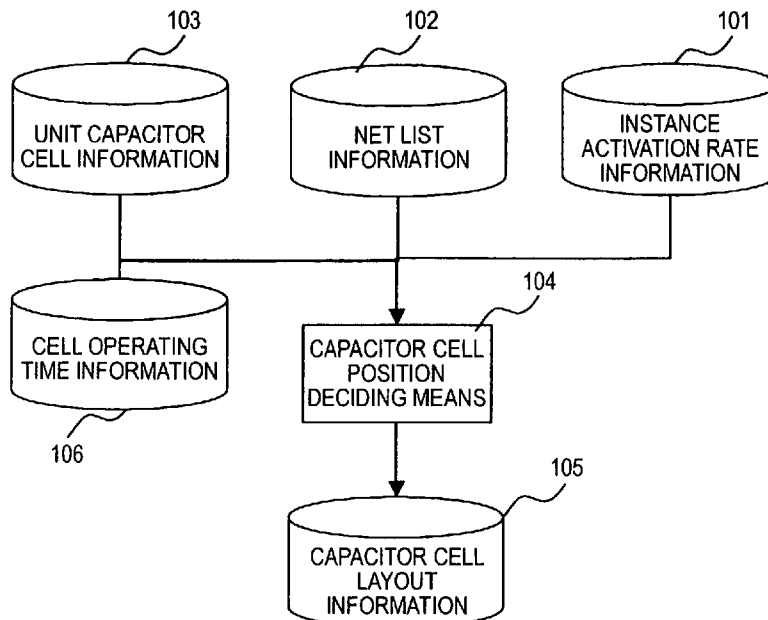 103
102
101
UNIT CAPACITOR
CELL INFORMATION
NET LIST
INFORMATION
INSTANCE
ACTIVATION RATE
INFORMATION
CELL OPERATING
TIME INFORMATION
106
104
CAPACITOR CELL
POSITION
DECIDING MEANS
105
CAPACITOR CELL
LAYOUT
INFORMATION